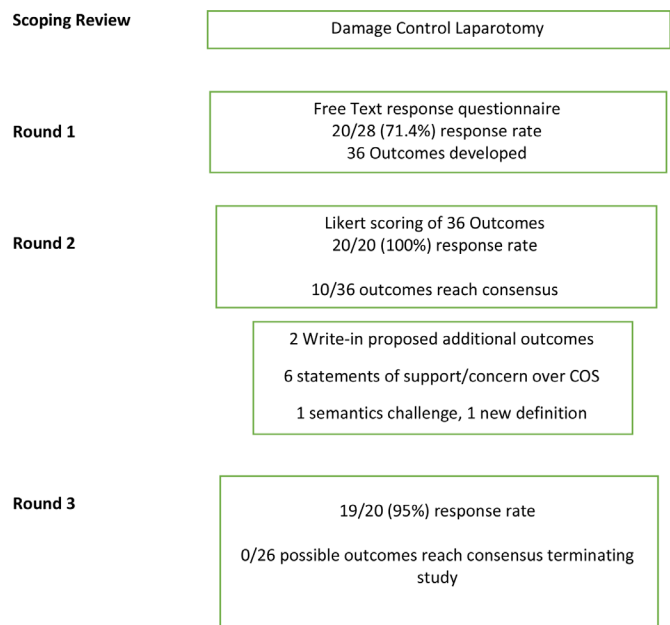 Scoping Review
Damage Control Laparotomy
Round 1
Free Text response questionnaire
20/28 (71.4%) response rate
36 Outcomes developed
Round 2
Likert scoring of 36 Outcomes
20/20 (100%) response rate
10/36 outcomes reach consensus
2 Write-in proposed additional outcomes
6 statements of support/concern over COS
1 semantics challenge, 1 new definition
Round 3
19/20 (95%) response rate
0/26 possible outcomes reach consensus terminating
study